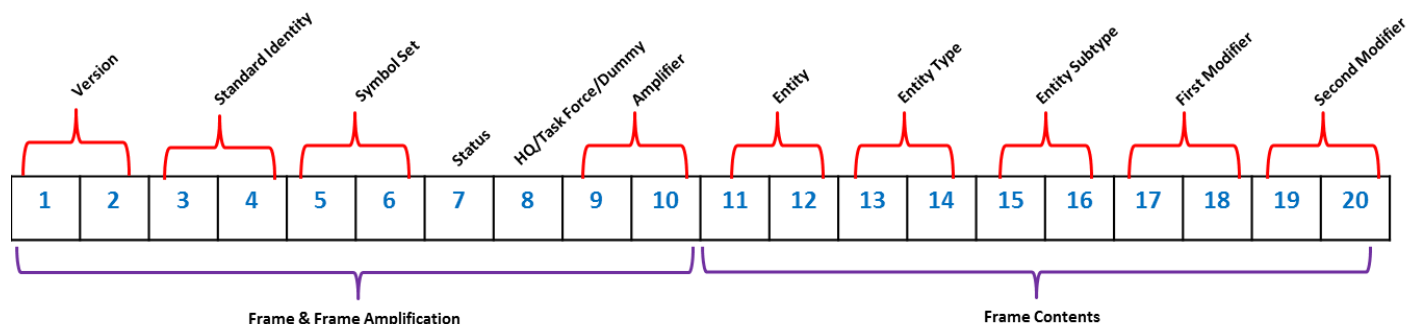 Version
Standard Identity
Symbol Set
Status
HQ/Task Force/Dummy
Amplifier
Entity
Entity Type
Entity Subtype
First Modifier
Second Modifier
1 2 3 4 5 6 7 8 9 10 11 12 13 14 15 16 17 18 19 20
Frame & Frame Amplification
Frame Contents